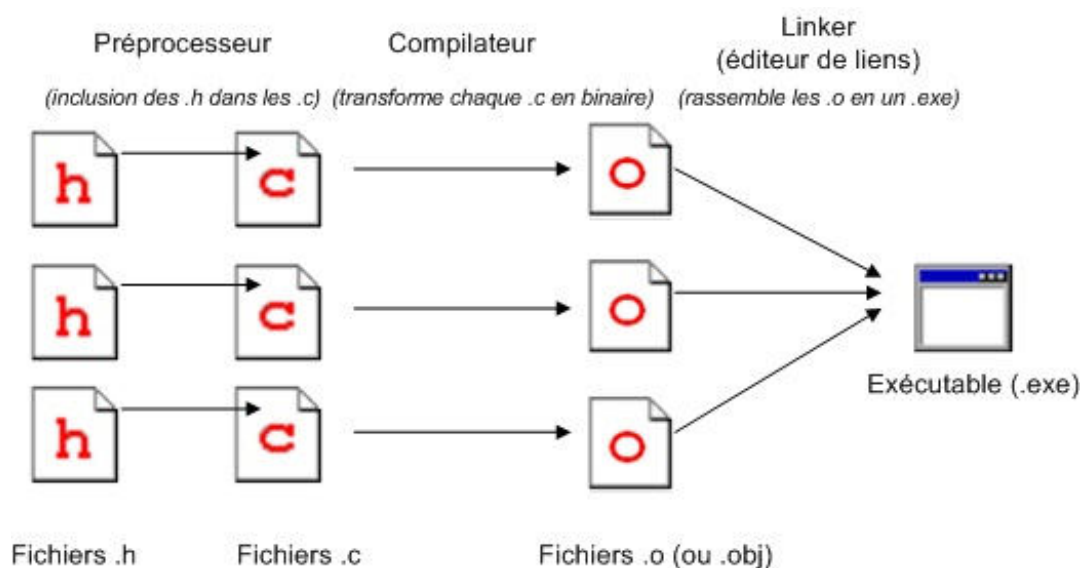 Préprocesseur
Compilateur
Linker
(éditeur de liens)
(inclusion des .h dans les .c)
(transforme chaque .c en binaire)
(rassemble les .o en un .exe)
h
c
o
h
c
o
h
c
o
Exécutable (.exe)
Fichiers .h
Fichiers .c
Fichiers .o (ou .obj)